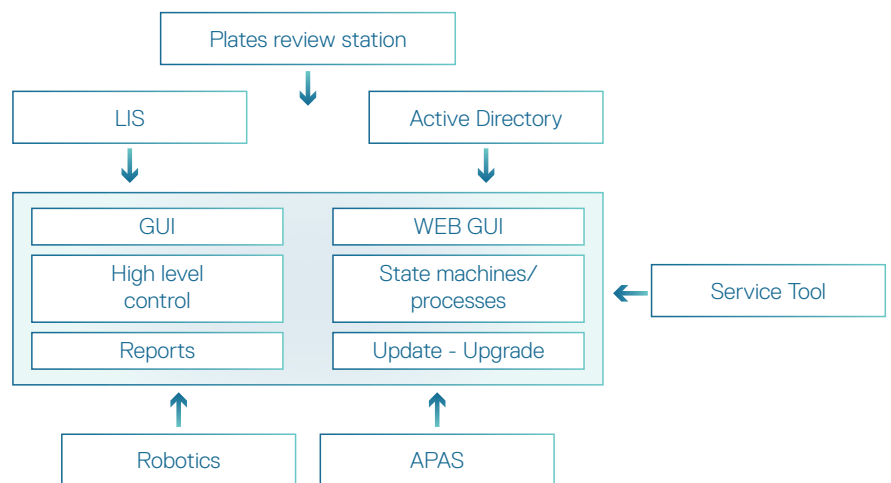 Plates review station
LIS
Active Directory
GUI
WEB GUI
High level
control
State machines/
processes
Service Tool
Reports
Update - Upgrade
Robotics
APAS